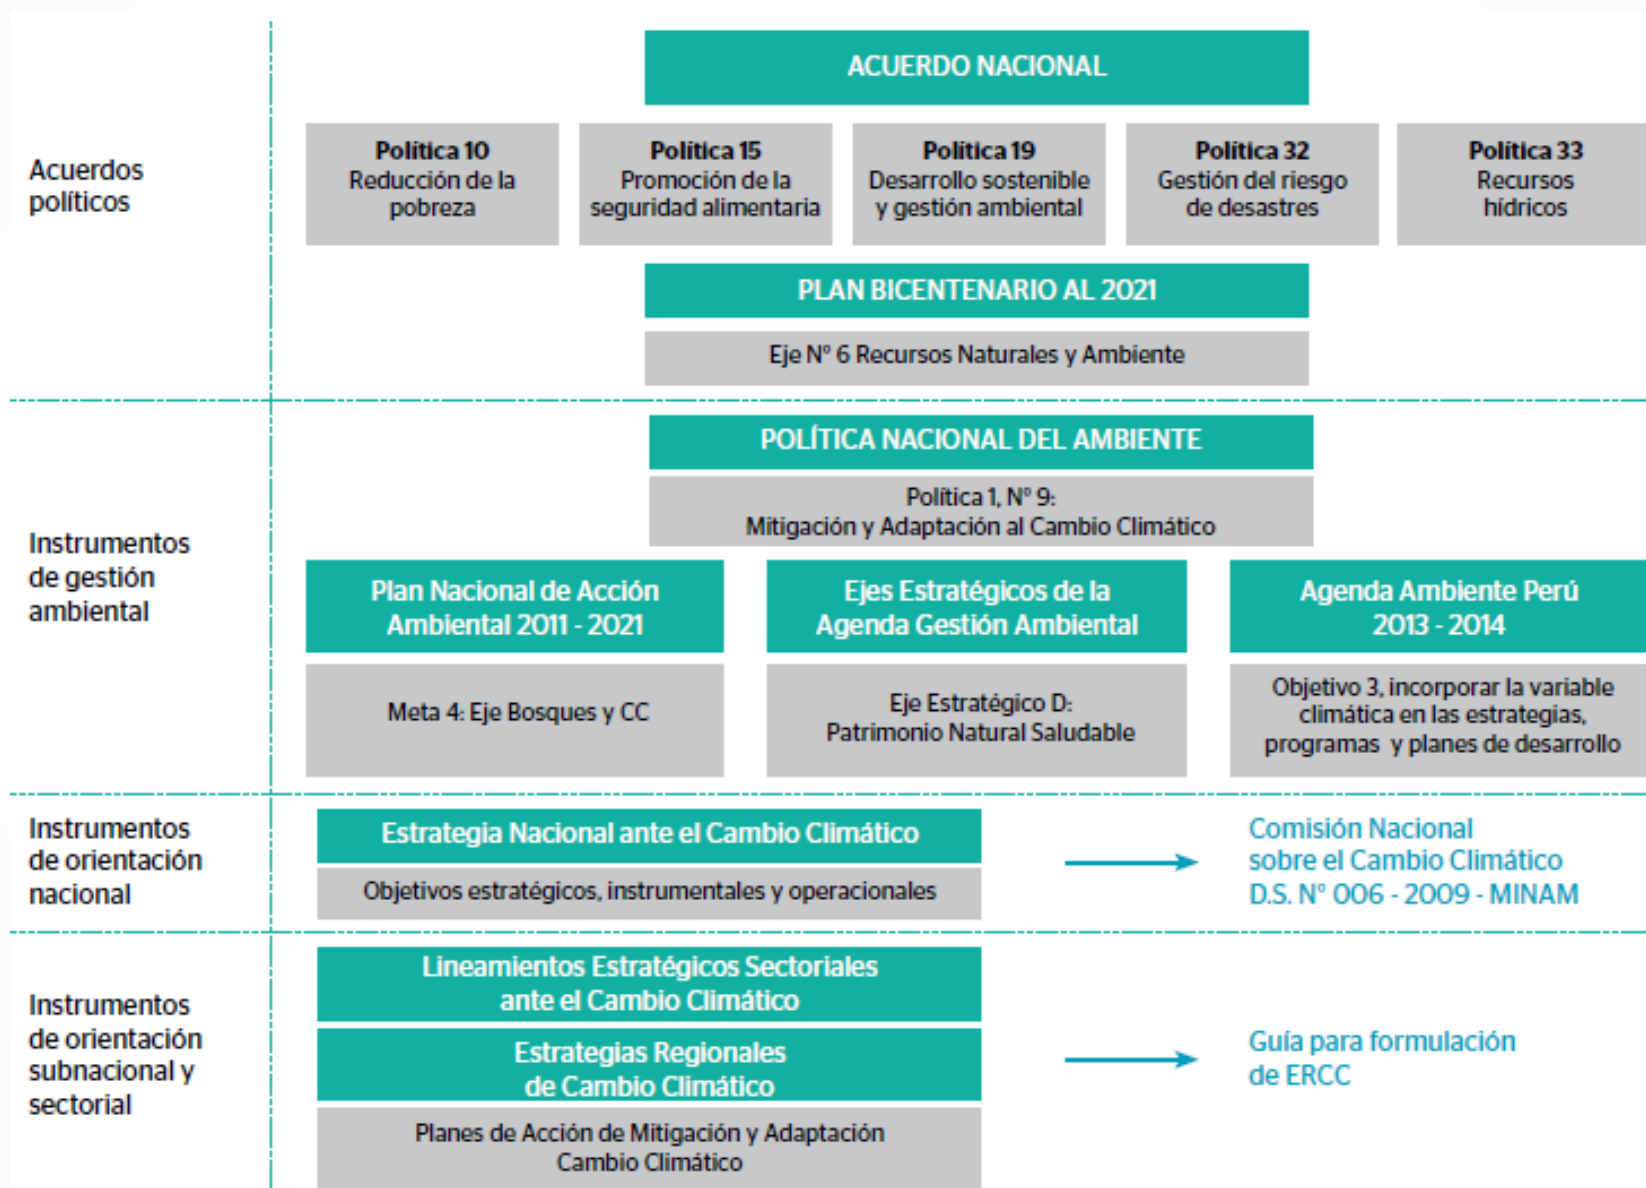 ACUERDO NACIONAL
Acuerdos
políticos
Política 10
Reducción de la
pobreza
Política 15
Promoción de la
seguridad alimentaria
Política 19
Desarrollo sostenible
y gestión ambiental
Política 32
Gestión del riesgo
de desastres
Política 33
Recursos
hídricos
PLAN BICENTENARIO AL 2021
Eje Nº 6 Recursos Naturales y Ambiente
Instrumentos
de gestión
ambiental
POLÍTICA NACIONAL DEL AMBIENTE
Política 1, Nº 9:
Mitigación y Adaptación al Cambio Climático
Plan Nacional de Acción
Ambiental 2011 - 2021
Meta 4: Eje Bosques y CC
Ejes Estratégicos de la
Agenda Gestión Ambiental
Eje Estratégico D:
Patrimonio Natural Saludable
Agenda Ambiente Perú
2013 - 2014
Objetivo 3, incorporar la variable
climática en las estrategias,
programas y planes de desarrollo
Instrumentos
de orientación
nacional
Estrategia Nacional ante el Cambio Climático
Objetivos estratégicos, instrumentales y operacionales
Comisión Nacional
sobre el Cambio Climático
D.S. Nº 006 - 2009 - MINAM
Instrumentos
de orientación
subnacional y
sectorial
Lineamientos Estratégicos Sectoriales
ante el Cambio Climático
Estrategias Regionales
de Cambio Climático
Planes de Acción de Mitigación y Adaptación
Cambio Climático
Guía para formulación
de ERCC